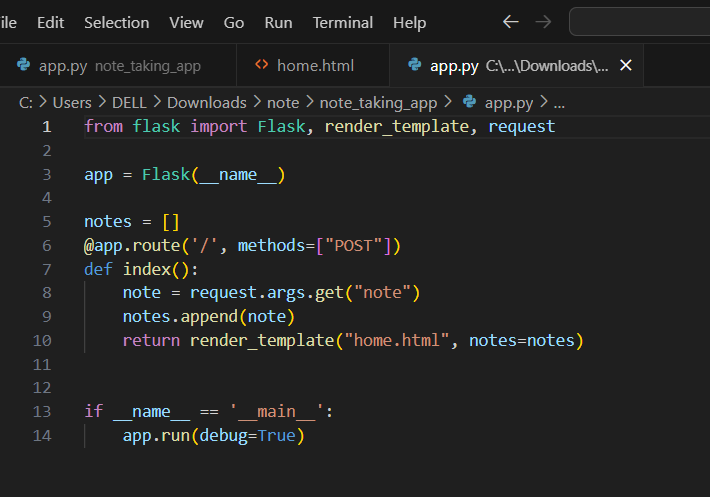 ile Edit Selection View Go Run Terminal Help
app.py note_taking_app home.html app.py C:\...\Downloads\...
C: > Users > DELL > Downloads > note > note_taking_app > app.py > ...
1 from flask import Flask, render_template, request
2
3 app = Flask(__name__)
4
5 notes = []
6 @app.route('/', methods=["POST"])
7 def index():
8     note = request.args.get("note")
9     notes.append(note)
10     return render_template("home.html", notes=notes)
11
12
13 if __name__ == '__main__':
14     app.run(debug=True)